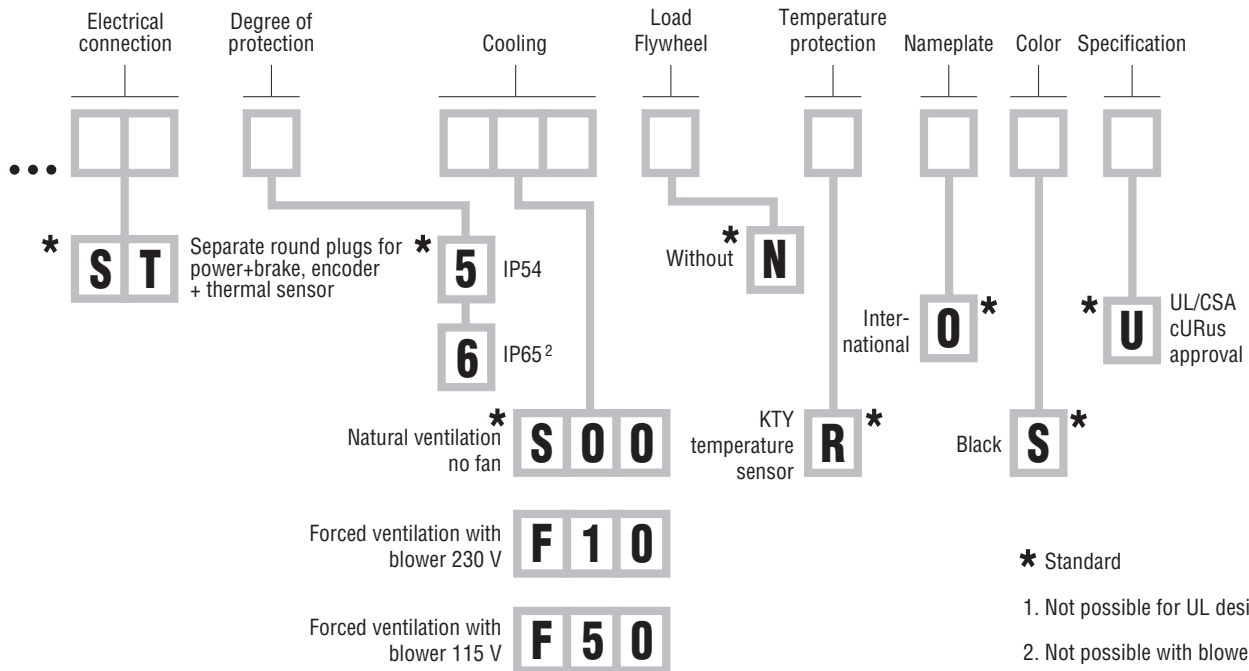 Electrical
connection
Degree of
protection
Cooling
Load
Flywheel
Temperature
protection
Nameplate
Color
Specification
•••
* S T
Separate round plugs for
power+brake, encoder
+ thermal sensor
* 5 IP54
6 IP65 2
Without * N
Inter-
national
O *
* U
UL/CSA
cURus
approval
Natural ventilation
no fan
* S 0 0
KTY
temperature
sensor
R *
Black S *
Forced ventilation with
blower 230 V
F 1 0
Forced ventilation with
blower 115 V
F 5 0
* Standard
1. Not possible for UL desi
2. Not possible with blowe